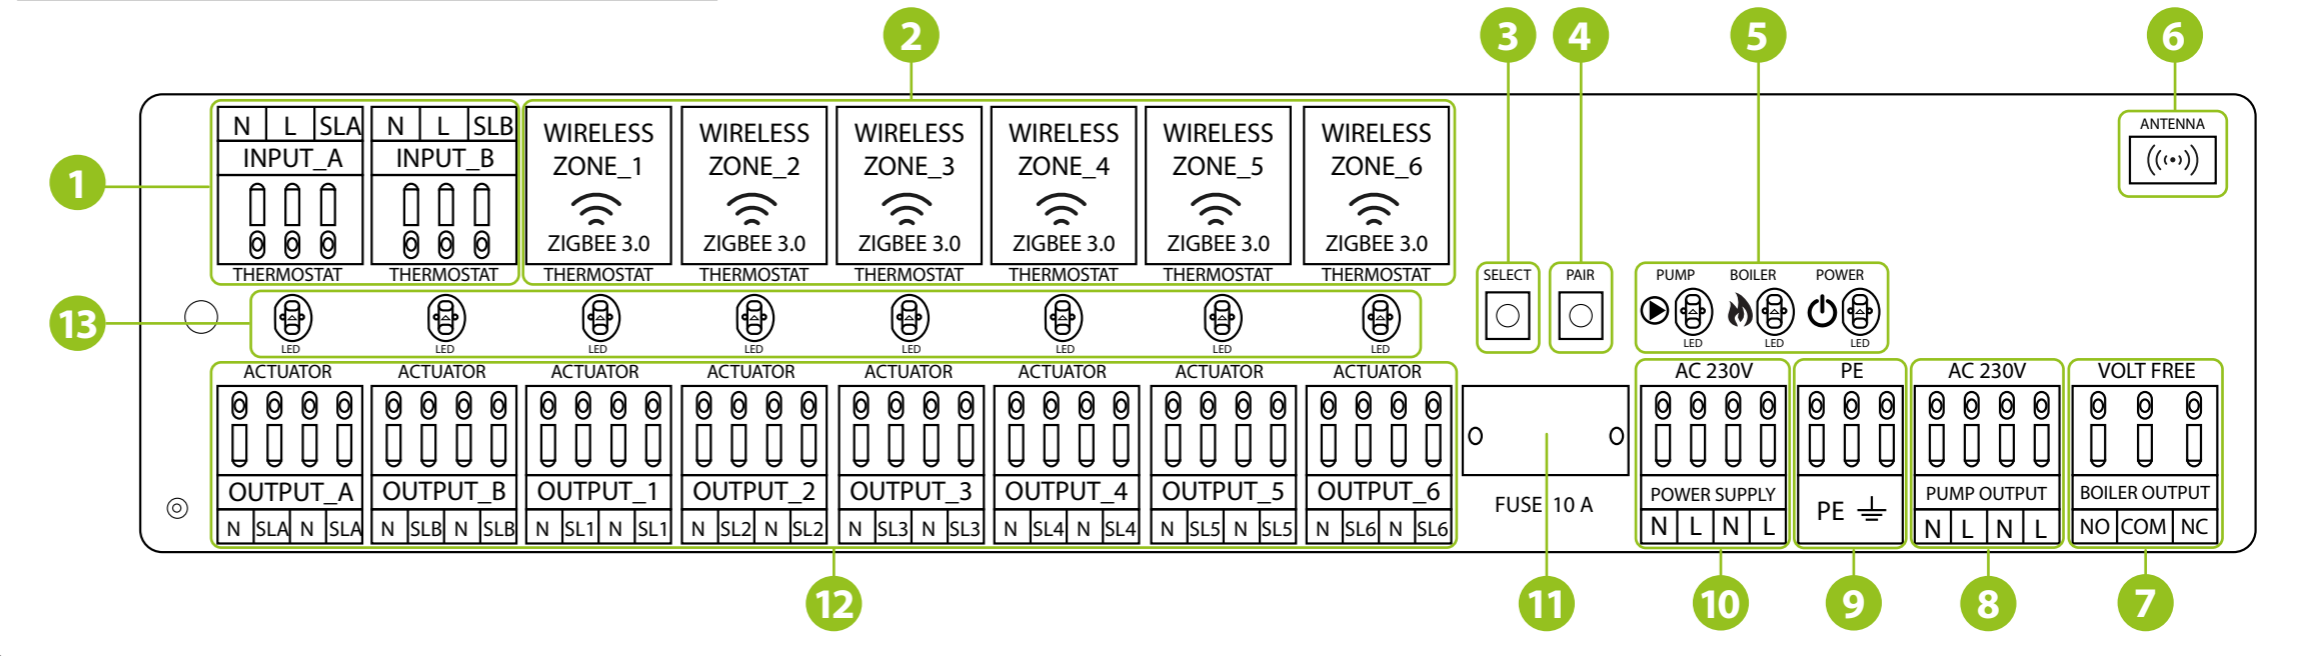 2 3 4 5 6
ANTENNA
N L SLA N L SLB
INPUT_A INPUT_B
WIRELESS ZONE_1 ZIGBEE 3.0
WIRELESS ZONE_2 ZIGBEE 3.0
WIRELESS ZONE_3 ZIGBEE 3.0
WIRELESS ZONE_4 ZIGBEE 3.0
WIRELESS ZONE_5 ZIGBEE 3.0
WIRELESS ZONE_6 ZIGBEE 3.0
1
THERMOSTAT THERMOSTAT THERMOSTAT THERMOSTAT THERMOSTAT THERMOSTAT THERMOSTAT THERMOSTAT
SELECT PAIR PUMP BOILER POWER
13
LED LED LED LED LED LED LED LED LED LED LED
ACTUATOR ACTUATOR ACTUATOR ACTUATOR ACTUATOR ACTUATOR ACTUATOR ACTUATOR AC 230V PE AC 230V VOLT FREE
OUTPUT_A OUTPUT_B OUTPUT_1 OUTPUT_2 OUTPUT_3 OUTPUT_4 OUTPUT_5 OUTPUT_6 FUSE 10 A POWER SUPPLY PE PUMP OUTPUT BOILER OUTPUT
N SLA N SLA N SLB N SLB N SL1 N SL1 N SL2 N SL2 N SL3 N SL3 N SL4 N SL4 N SL5 N SL5 N SL6 N SL6 N L N L N L N L NO COM NC
12 11 10 9 8 7